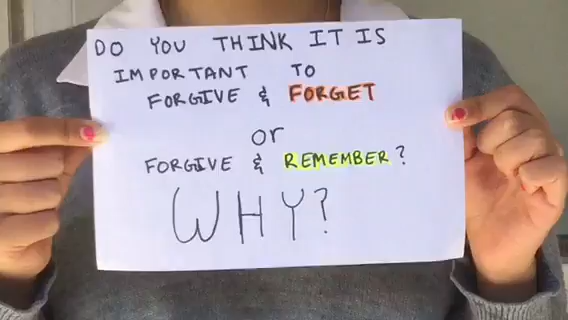 DO YOU THINK IT IS
IMPORTANT TO
FORGIVE & FORGET
or
FORGIVE & REMEMBER?
WHY?